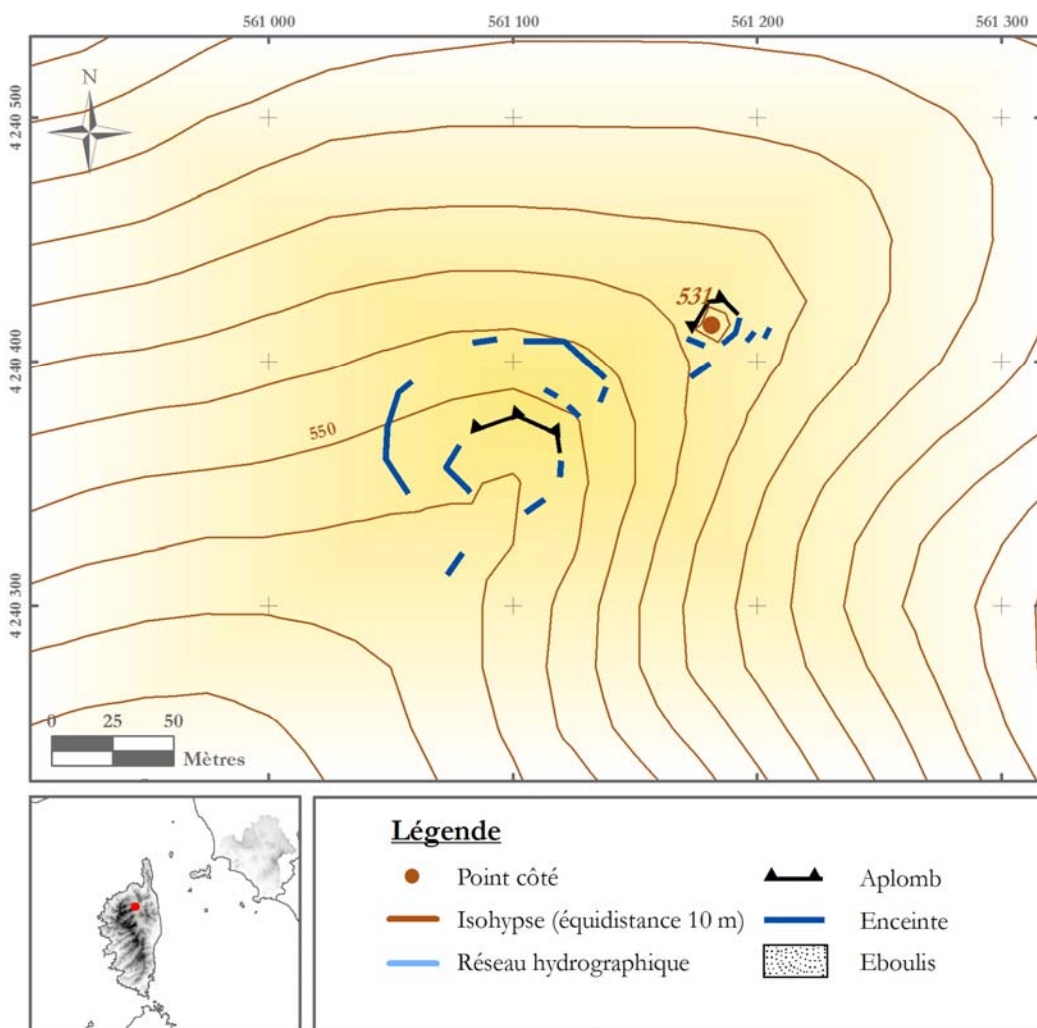 561 000
561 100
561 200
561 300
4 240 500
4 240 400
4 240 300
N
531
550
0 25 50
Mètres
Légende
Point côté
Isohypse (équidistance 10 m)
Réseau hydrographique
Aplomb
Enceinte
Eboulis